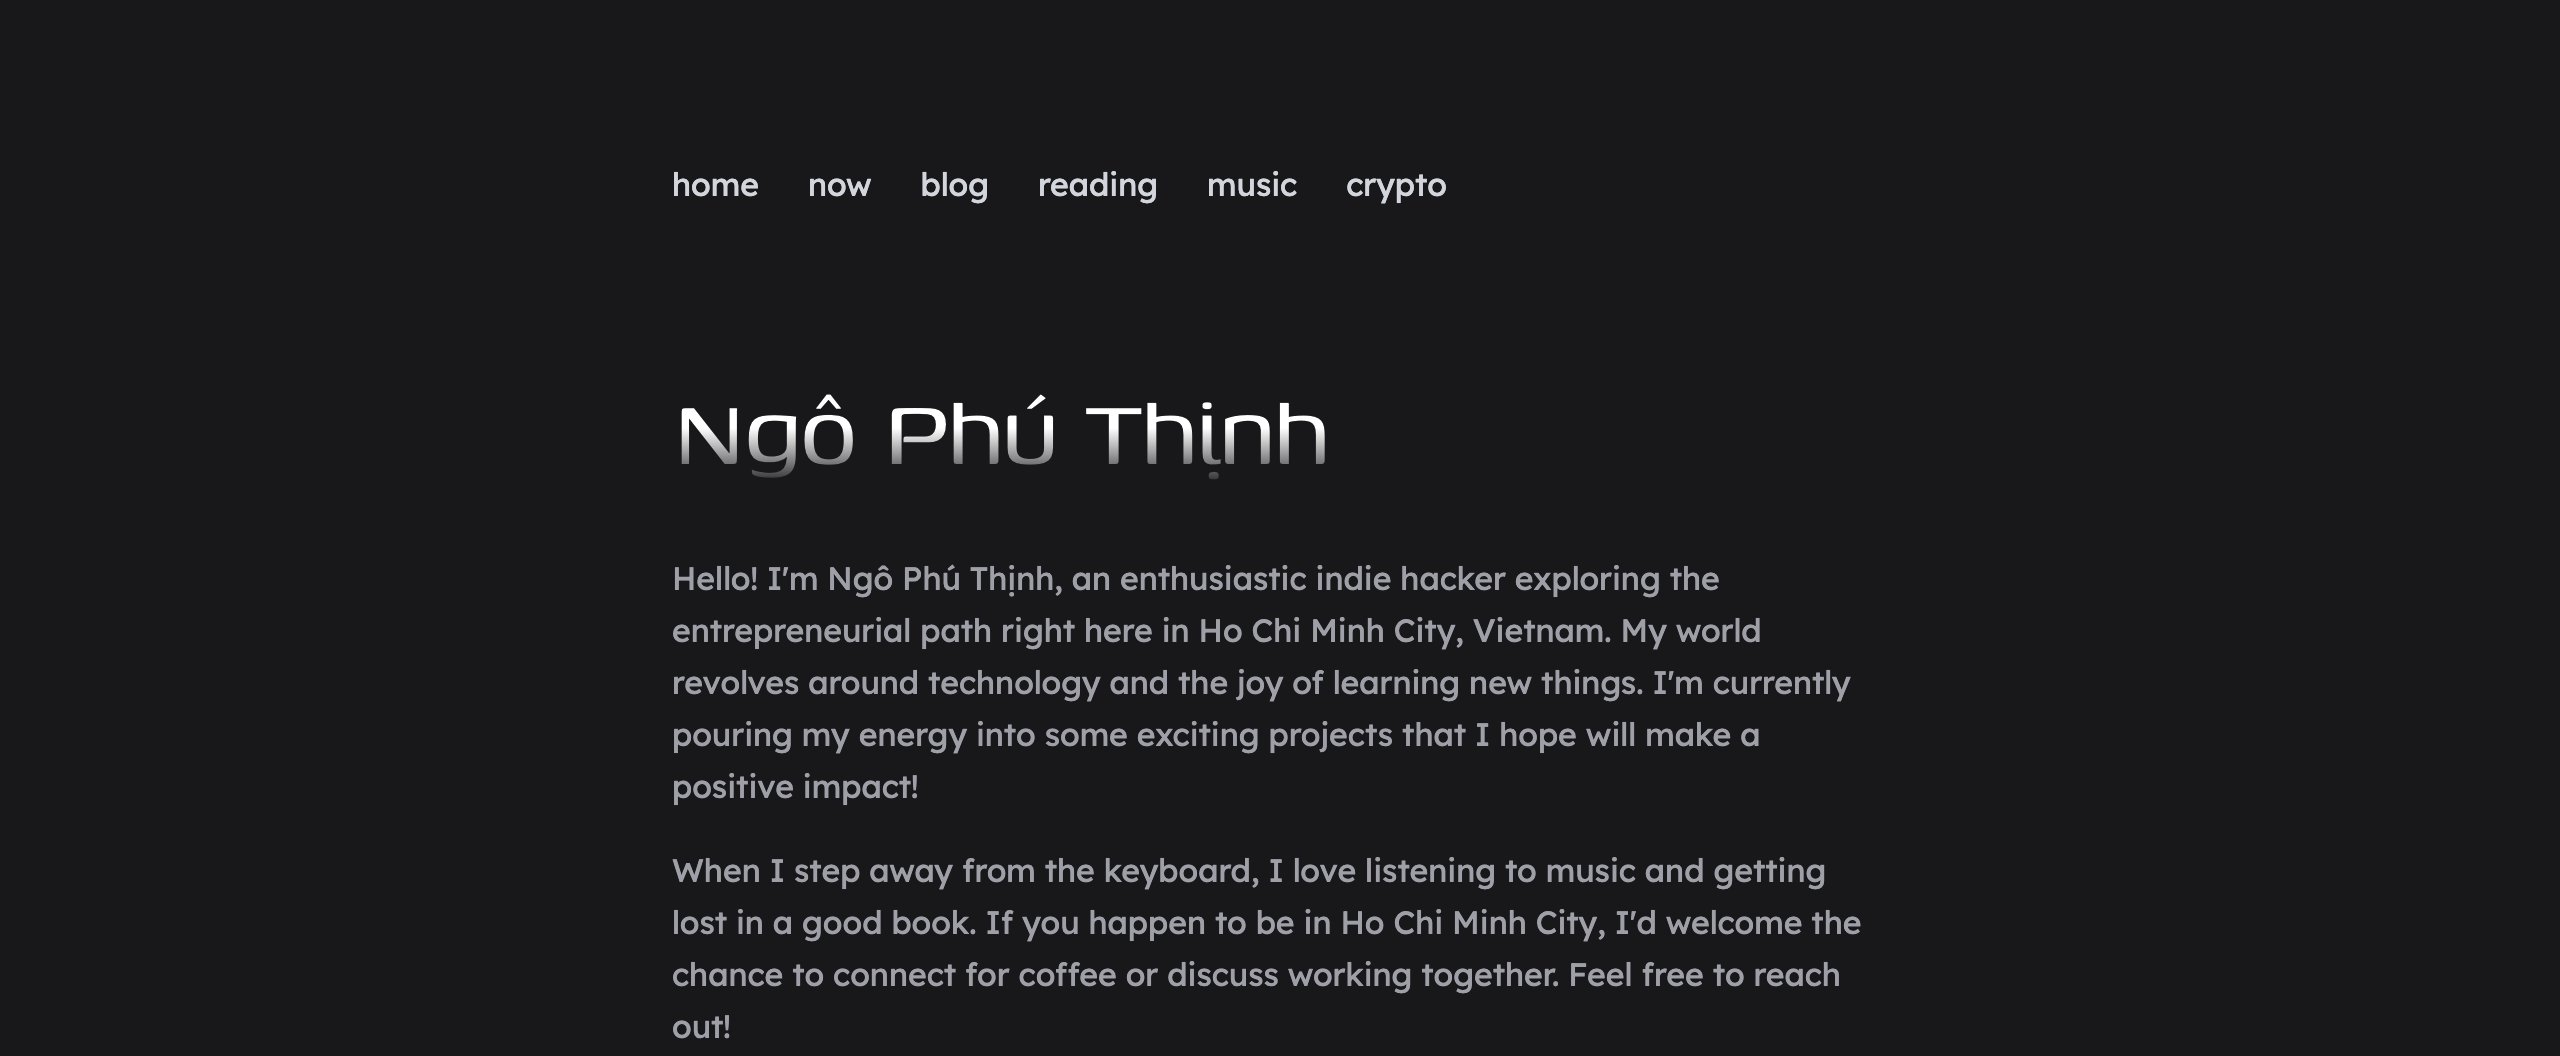 home now blog reading music crypto
Ngô Phú Thịnh
Hello! I'm Ngô Phú Thịnh, an enthusiastic indie hacker exploring the
entrepreneurial path right here in Ho Chi Minh City, Vietnam. My world
revolves around technology and the joy of learning new things. I'm currently
pouring my energy into some exciting projects that I hope will make a
positive impact!
When I step away from the keyboard, I love listening to music and getting
lost in a good book. If you happen to be in Ho Chi Minh City, I'd welcome the
chance to connect for coffee or discuss working together. Feel free to reach
out!